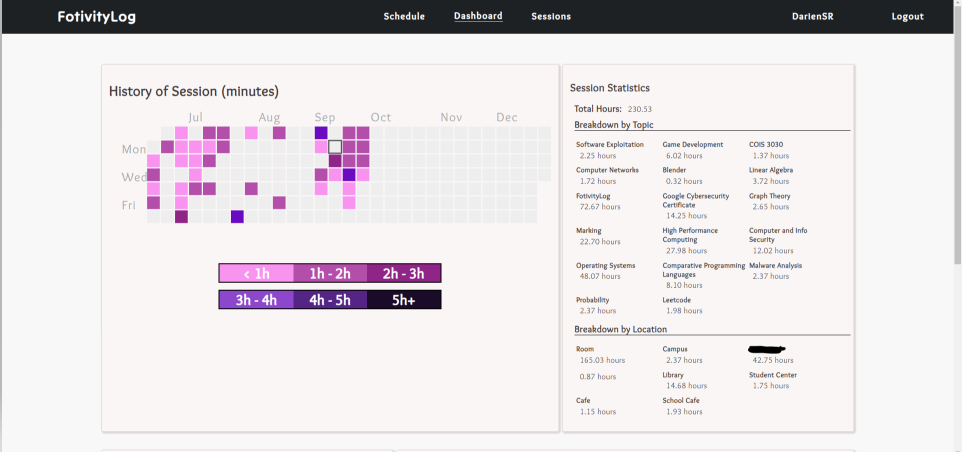 FotivityLog Schedule Dashboard Sessions DarienSR Logout
History of Session (minutes)
Jul Aug Sep Oct Nov Dec
Mon
Wed
Fri
< 1h 1h - 2h 2h - 3h
3h - 4h 4h - 5h 5h+
Session Statistics
Total Hours: 230.53
Breakdown by Topic
Software Exploitation Game Development COIS 3030
2.25 hours 6.02 hours 1.37 hours
Computer Networks Blender Linear Algebra
1.72 hours 0.32 hours 3.72 hours
FotivityLog Google Cybersecurity Graph Theory
72.67 hours Certificate 2.65 hours
14.25 hours
Marking High Performance Computer and Info
22.70 hours Computing Security
27.98 hours 12.02 hours
Operating Systems Comparative Programming Malware Analysis
48.07 hours Languages 2.37 hours
8.10 hours
Probability Leetcode
2.37 hours 1.98 hours
Breakdown by Location
Room Campus
165.03 hours 2.37 hours 42.75 hours
0.87 hours Library Student Center
14.68 hours 1.75 hours
Cafe School Cafe
1.15 hours 1.93 hours